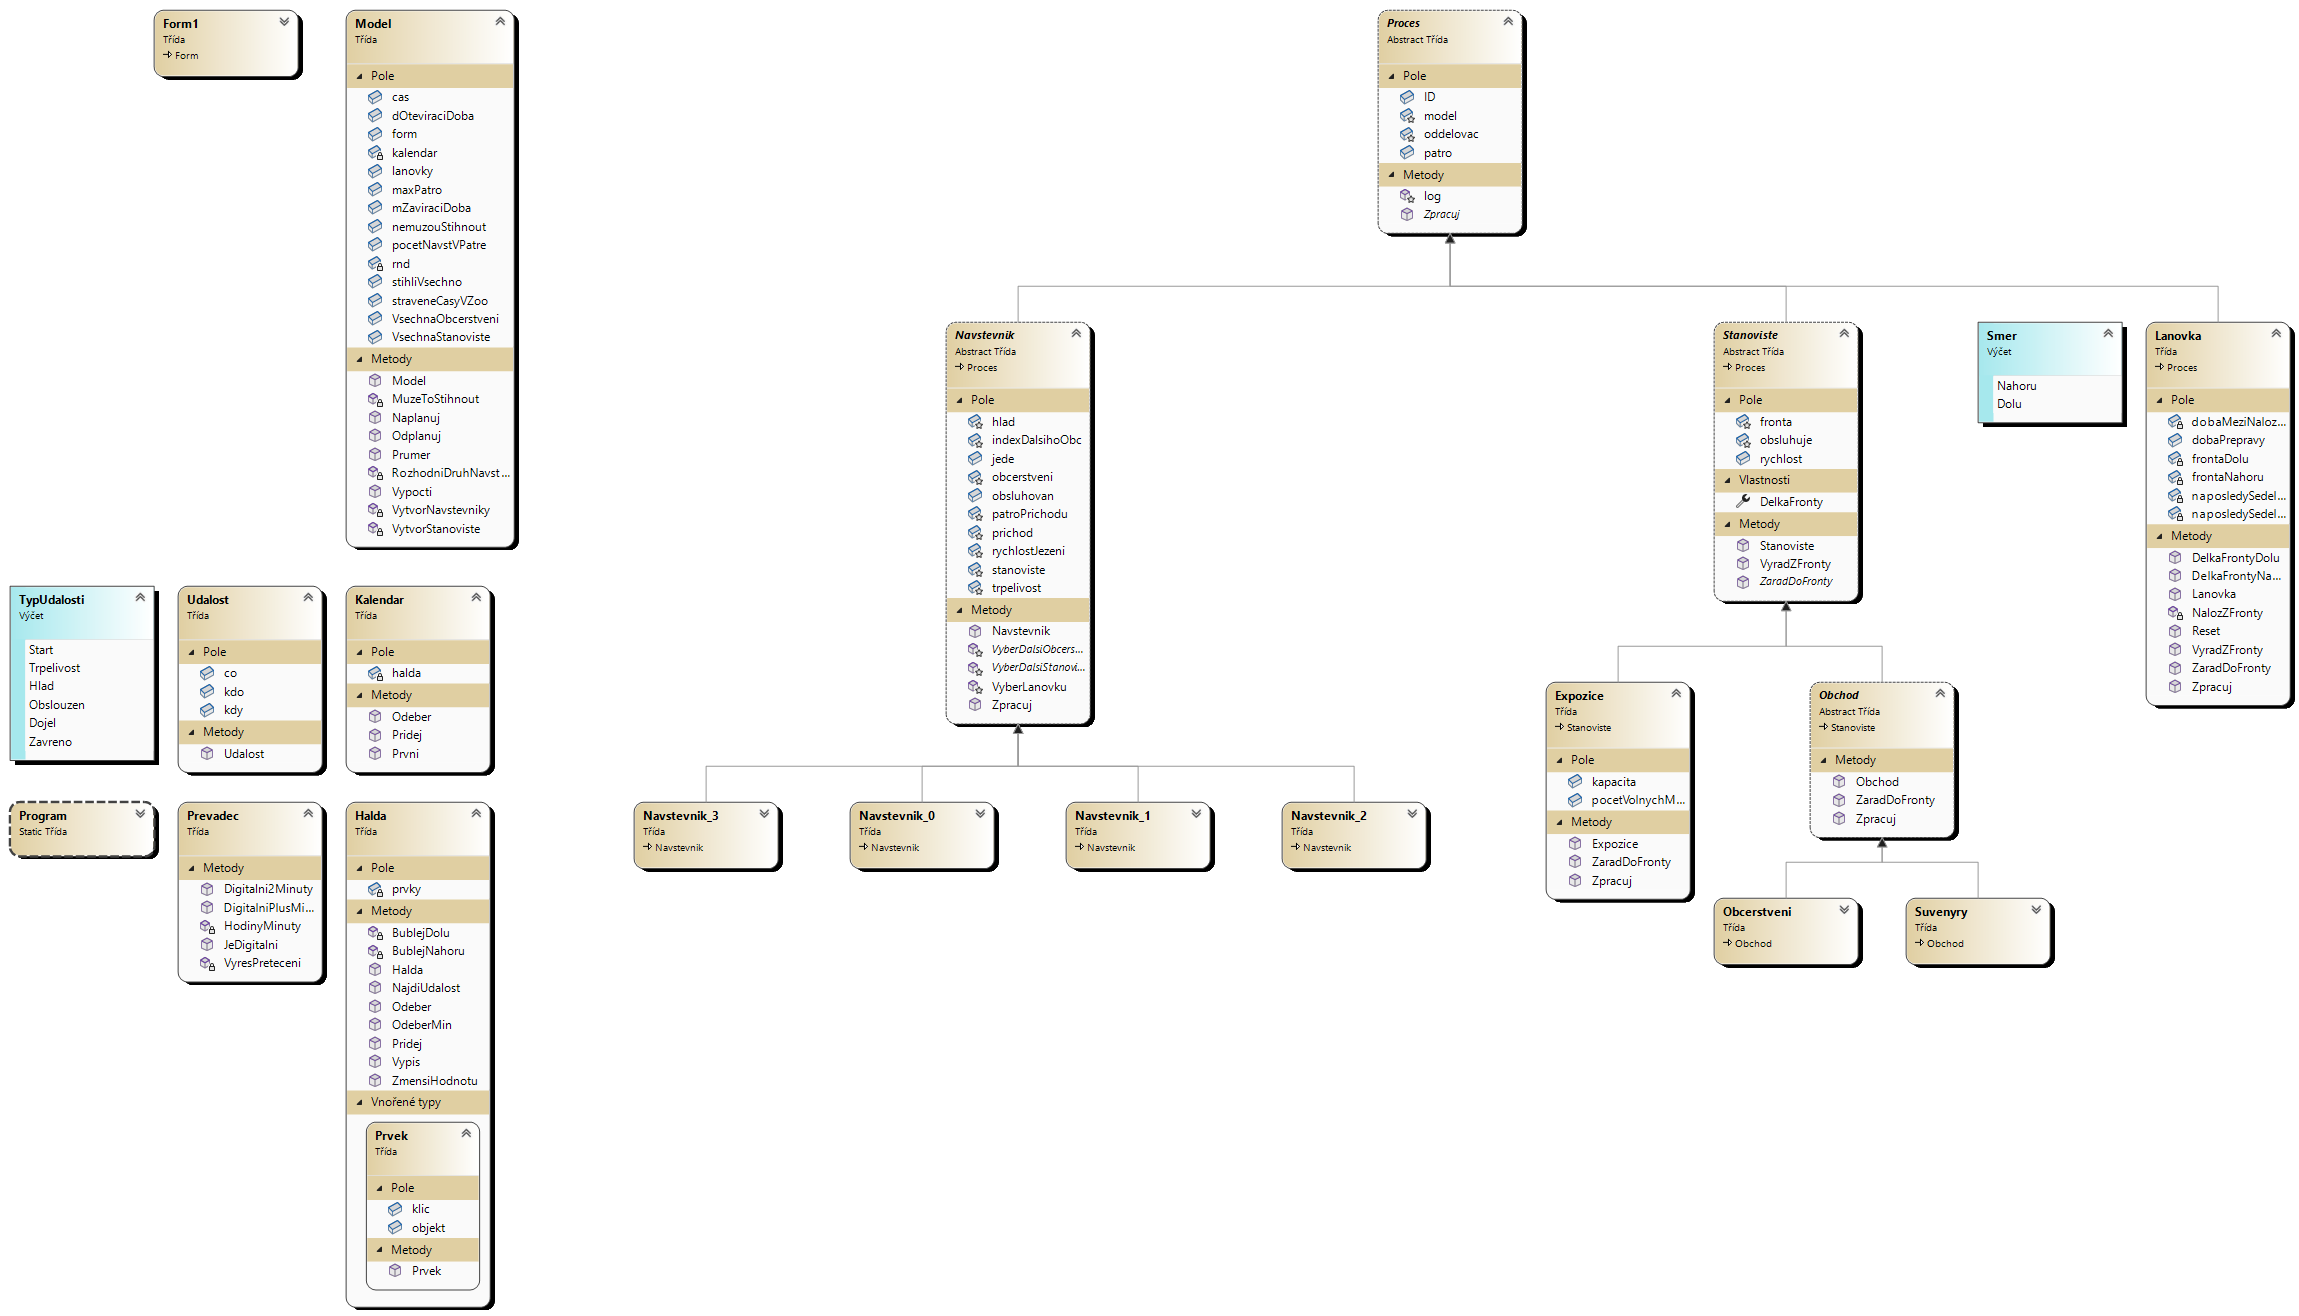 Form1
Třída
Form
Model
Třída
Pole
cas
dOteviraciDoba
form
kalendar
lanovky
maxPatro
mZaviraciDoba
nemuzouStihnout
pocetNavstVPatre
rnd
stihliVsechno
straveneCasyVZoo
VsechnaObcerstveni
VsechnaStanoviste
Metody
Model
MuzeToStihnout
Naplanuj
Odplanuj
Prumer
RozhodniDruhNavst...
Vypocti
VytvorNavstevniky
VytvorStanoviste
TypUdalosti
Výčet
Start
Trpelivost
Hlad
Obslouzen
Dojel
Zavreno
Udalost
Třída
Pole
co
kdo
kdy
Metody
Udalost
Kalendar
Třída
Pole
halda
Metody
Odeber
Pridej
Prvni
Program
Static Třída
Prevadec
Třída
Metody
Digitalni2Minuty
DigitalniPlusMi...
HodinyMinuty
JeDigitalni
VyresPreteceni
Halda
Třída
Pole
prvky
Metody
BublejDolu
BublejNahoru
Halda
NajdiUdalost
Odeber
OdeberMin
Pridej
Vypis
ZmensiHodnotu
Vnořené typy
Prvek
Třída
Pole
klic
objekt
Metody
Prvek
Proces
Abstract Třída
Pole
ID
model
oddelovac
patro
Metody
log
Zpracuj
Navstevnik
Abstract Třída
Proces
Pole
hlad
indexDalsihoObc
jede
obcerstveni
obsluhovan
patroPrichodu
prichod
rychlostJezeni
stanoviste
trpelivost
Metody
Navstevnik
VyberDalsiObcers...
VyberDalsiStanovi...
VyberLanovku
Zpracuj
Navstevnik_3
Třída
Navstevnik
Navstevnik_0
Třída
Navstevnik
Navstevnik_1
Třída
Navstevnik
Navstevnik_2
Třída
Navstevnik
Stanoviste
Abstract Třída
Proces
Pole
fronta
obsluhuje
rychlost
Vlastnosti
DelkaFronty
Metody
Stanoviste
VyradZFronty
ZaradDoFronty
Expozice
Třída
Stanoviste
Pole
kapacita
pocetVolnychM...
Metody
Expozice
ZaradDoFronty
Zpracuj
Obchod
Abstract Třída
Stanoviste
Metody
Obchod
ZaradDoFronty
Zpracuj
Obcerstveni
Třída
Obchod
Suvenyry
Třída
Obchod
Smer
Výčet
Nahoru
Dolu
Lanovka
Třída
Proces
Pole
dobaMeziNaloz...
dobaPrepravy
frontaDolu
frontaNahoru
naposledySedel...
naposledySedel...
Metody
DelkaFrontyDolu
DelkaFrontyNa...
Lanovka
NalozZFronty
Reset
VyradZFronty
ZaradDoFronty
Zpracuj